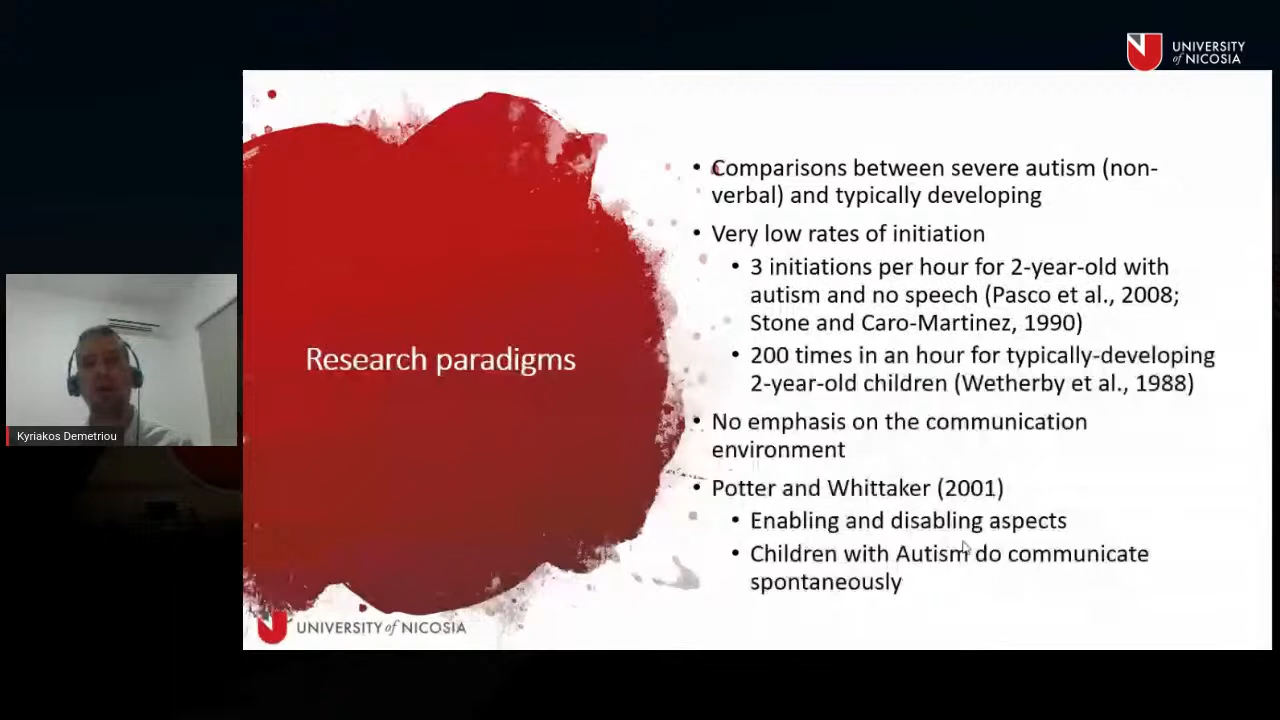 UNIVERSITY
of NICOSIA
• Comparisons between severe autism (non-
verbal) and typically developing
• Very low rates of initiation
• 3 initiations per hour for 2-year-old with
autism and no speech (Pasco et al., 2008;
Stone and Caro-Martinez, 1990)
• 200 times in an hour for typically-developing
2-year-old children (Wetherby et al., 1988)
• No emphasis on the communication
environment
• Potter and Whittaker (2001)
• Enabling and disabling aspects
• Children with Autism do communicate
spontaneously
Research paradigms
Kyriakos Demetriou
UNIVERSITY of NICOSIA